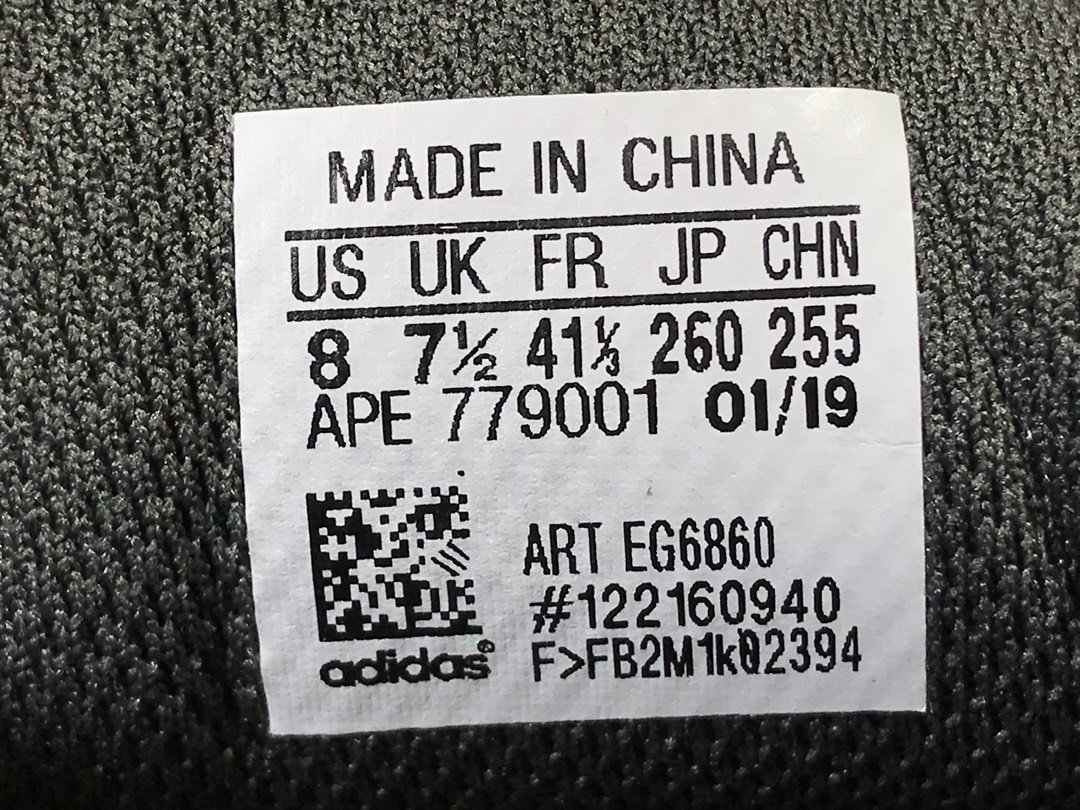 MADE IN CHINA
US UK FR JP CHN
8 7½ 41⅓ 260 255
APE 779001 01/19
ART EG6860
#122160940
F>FB2M1k02394
adidas®